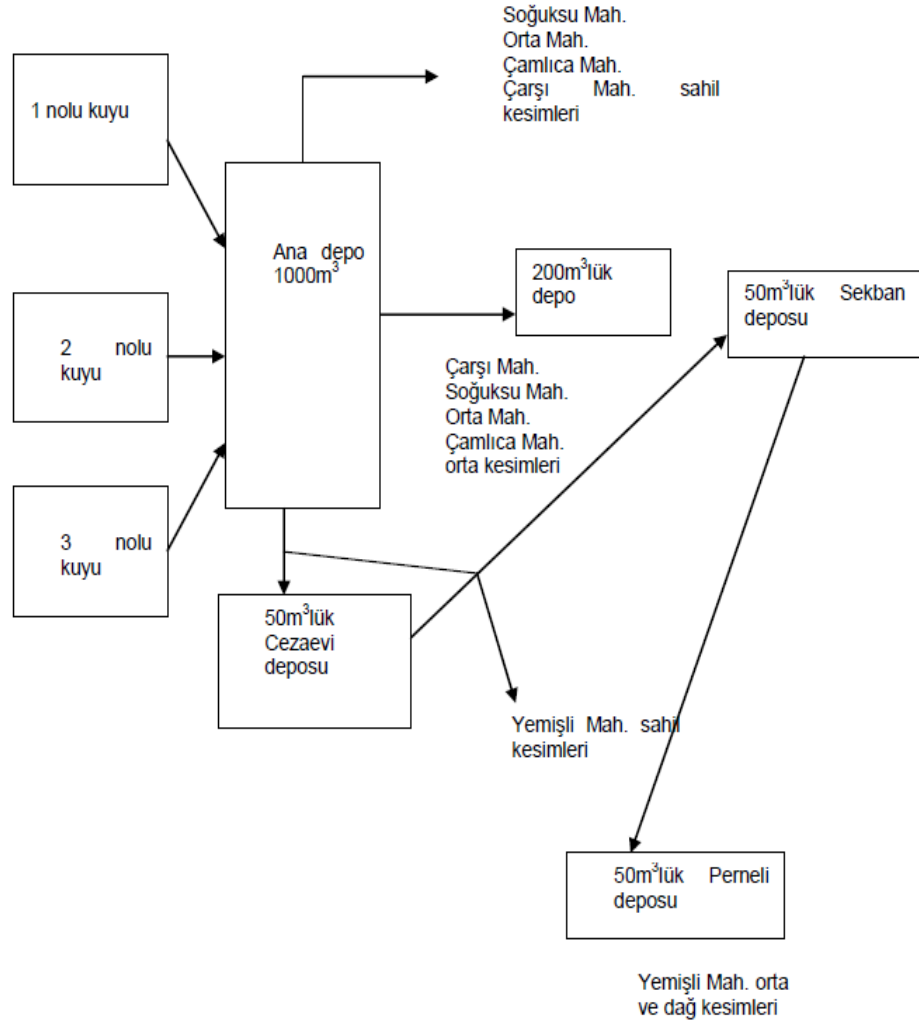 Soğuksu Mah.
Orta Mah.
Çamlıca Mah.
Çarşı Mah. sahil
kesimleri
1 nolu kuyu
Ana depo
1000m³
200m³lük
depo
50m³lük Sekban
deposu
2 nolu
kuyu
Çarşı Mah.
Soğuksu Mah.
Orta Mah.
Çamlıca Mah.
orta kesimleri
3 nolu
kuyu
50m³lük
Cezaevi
deposu
Yemişli Mah. sahil
kesimleri
50m³lük Perneli
deposu
Yemişli Mah. orta
ve dağ kesimleri